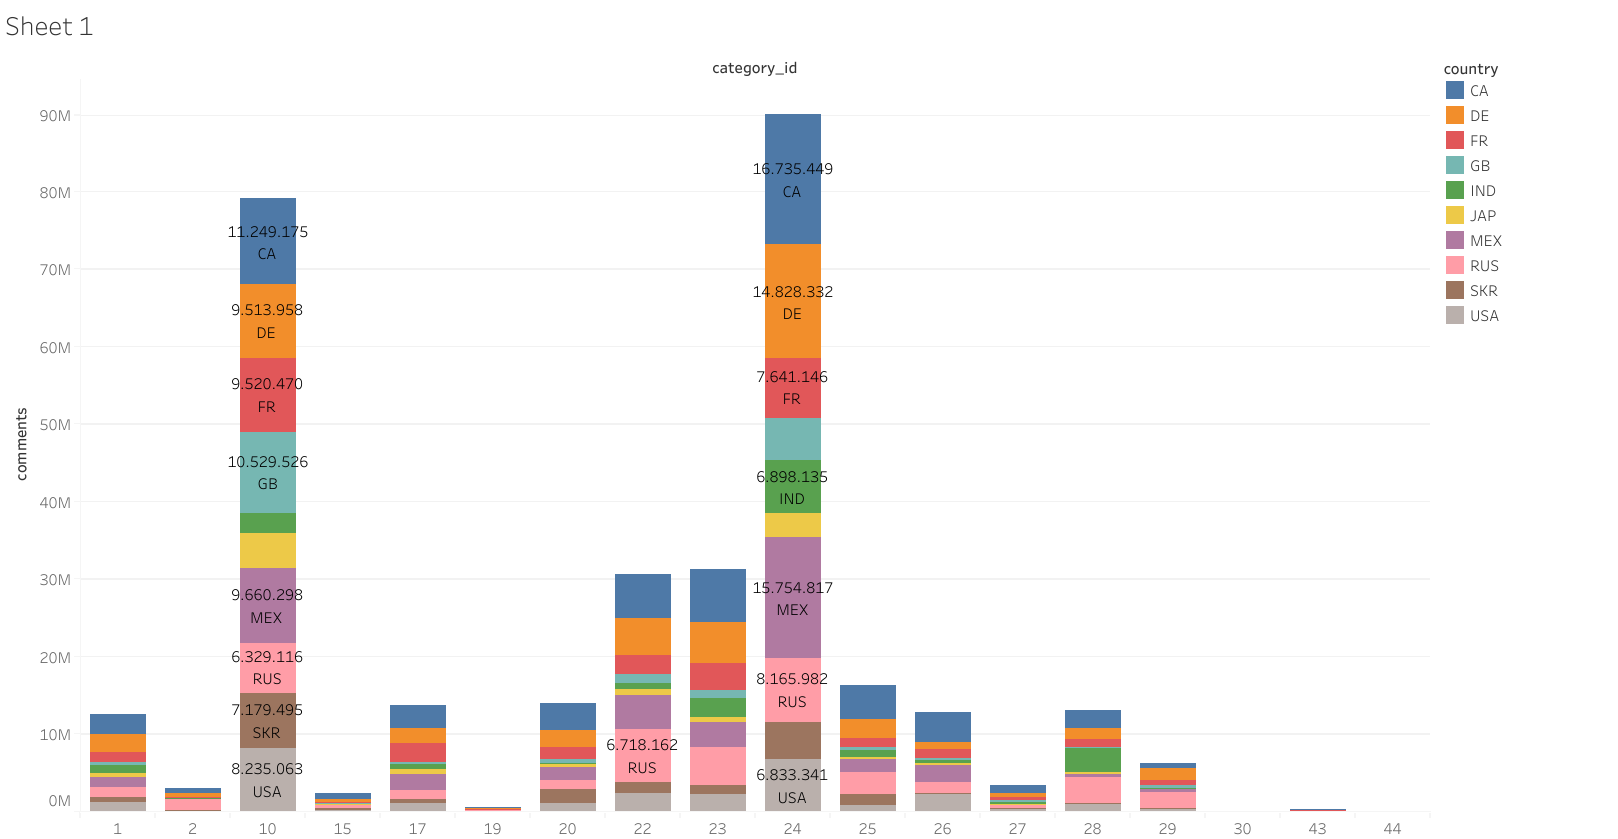 Sheet 1
category_id
comments
90M
80M
70M
60M
50M
40M
30M
20M
10M
0M
11.249.175
CA
9.513.958
DE
9.520.470
FR
10.529.526
GB
9.660.298
MEX
6.329.116
RUS
7.179.495
SKR
8.235.063
USA
6.718.162
RUS
16.735.449
CA
14.828.332
DE
7.641.146
FR
6.898.135
IND
15.754.817
MEX
8.165.982
RUS
6.833.341
USA
1 2 10 15 17 19 20 22 23 24 25 26 27 28 29 30 43 44
country
CA
DE
FR
GB
IND
JAP
MEX
RUS
SKR
USA